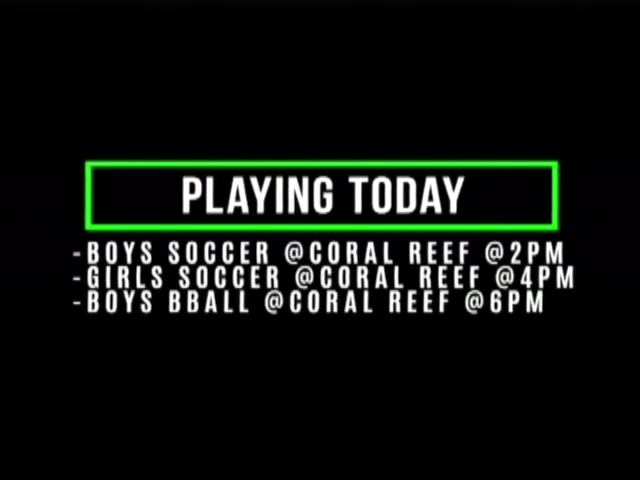 PLAYING TODAY
-BOYS SOCCER @CORAL REEF @2PM
-GIRLS SOCCER @CORAL REEF @4PM
-BOYS BBALL @CORAL REEF @6PM